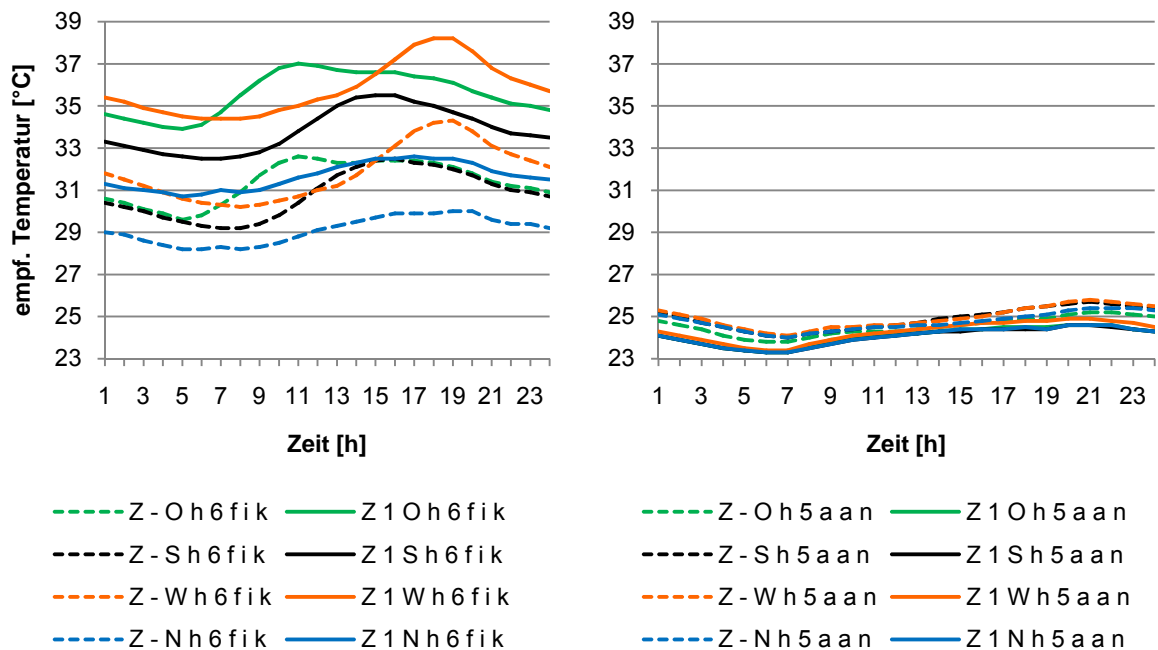 empf. Temperatur [°C]
39
37
35
33
31
29
27
25
23
1 3 5 7 9 11 13 15 17 19 21 23
Zeit [h]
39
37
35
33
31
29
27
25
23
1 3 5 7 9 11 13 15 17 19 21 23
Zeit [h]
Z - O h 6 f i k Z 1 O h 6 f i k
Z - S h 6 f i k Z 1 S h 6 f i k
Z - W h 6 f i k Z 1 W h 6 f i k
Z - N h 6 f i k Z 1 N h 6 f i k
Z - O h 5 a a n Z 1 O h 5 a a n
Z - S h 5 a a n Z 1 S h 5 a a n
Z - W h 5 a a n Z 1 W h 5 a a n
Z - N h 5 a a n Z 1 N h 5 a a n